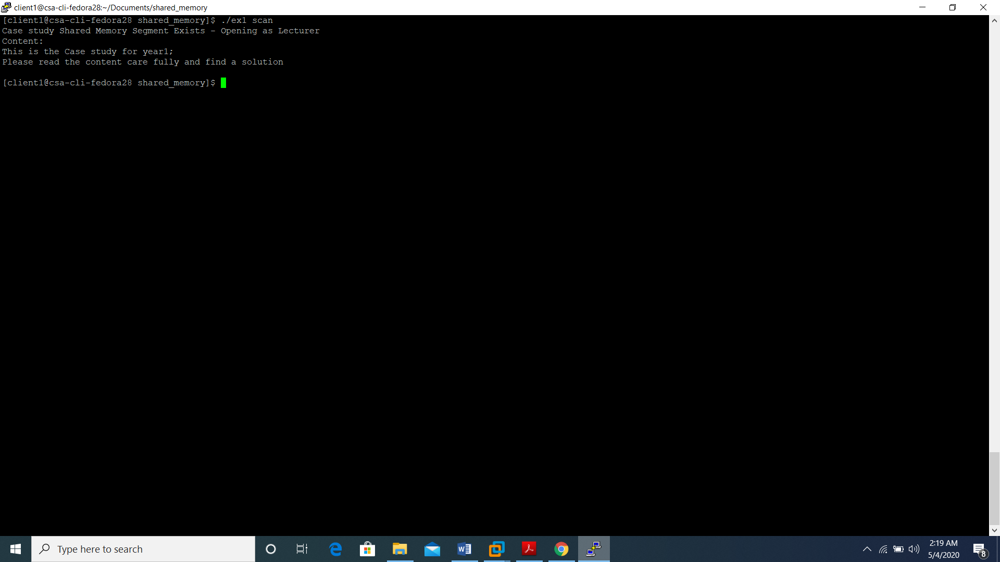 client1@csa-cli-fedora28:~/Documents/shared_memory
[client1@csa-cli-fedora28 shared_memory]$ ./ex1 scan
Case study Shared Memory Segment Exists - Opening as Lecturer
Content:
This is the Case study for year1;
Please read the content care fully and find a solution
[client1@csa-cli-fedora28 shared_memory]$
Type here to search
2:19 AM
5/4/2020
8